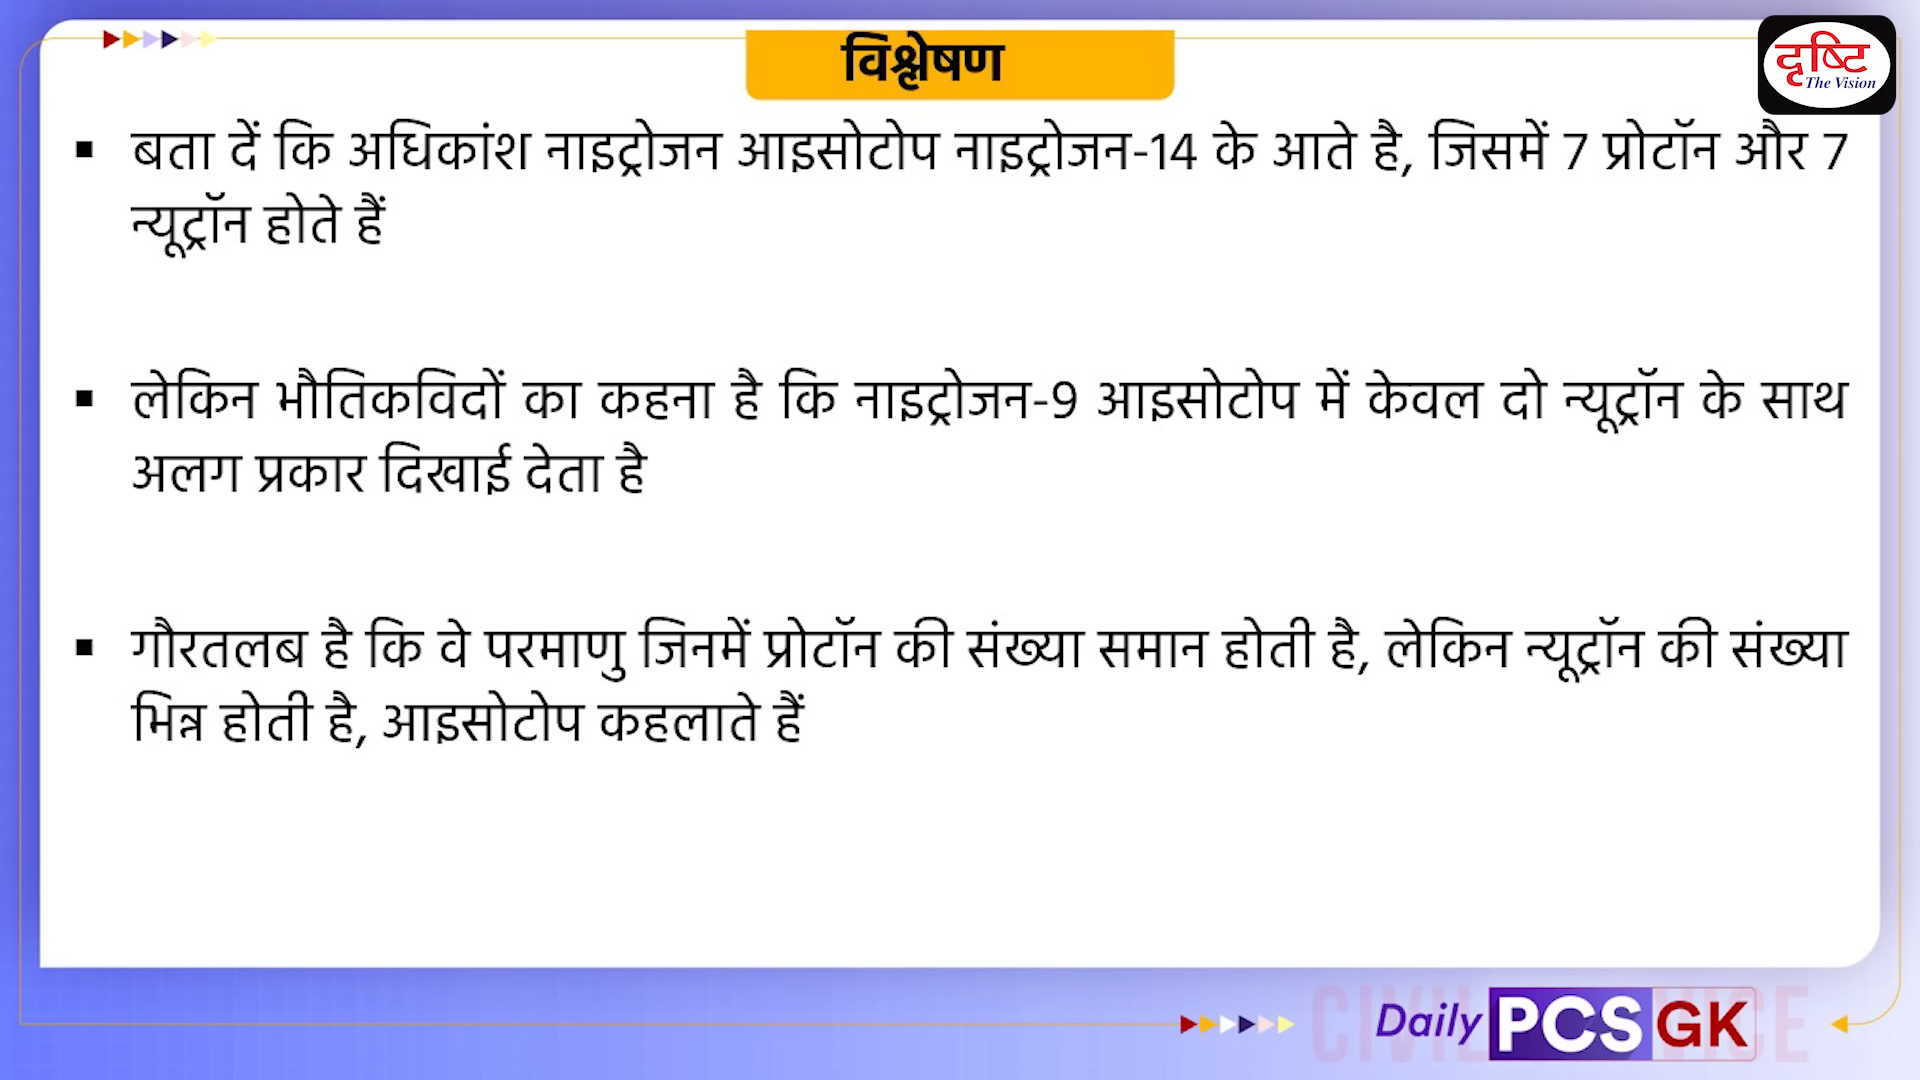 विश्लेषण
दृष्टि
The Vision
▪ बता दें कि अधिकांश नाइट्रोजन आइसोटोप नाइट्रोजन-14 के आते है, जिसमें 7 प्रोटॉन और 7
न्यूट्रॉन होते हैं
▪ लेकिन भौतिकविदों का कहना है कि नाइट्रोजन-9 आइसोटोप में केवल दो न्यूट्रॉन के साथ
अलग प्रकार दिखाई देता है
▪ गौरतलब है कि वे परमाणु जिनमें प्रोटॉन की संख्या समान होती है, लेकिन न्यूट्रॉन की संख्या
भिन्न होती है, आइसोटोप कहलाते हैं
Daily PCS GK